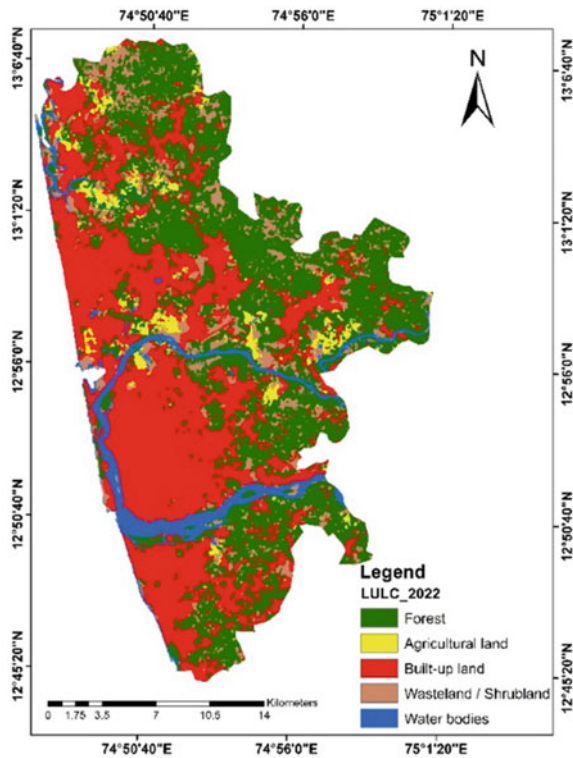 74°50'40"E 74°56'0"E 75°1'20"E
13°6'40"N 13°6'40"N
N
13°1'20"N 13°1'20"N
12°56'0"N 12°56'0"N
12°50'40"N 12°50'40"N
12°45'20"N 12°45'20"N
Legend
LULC_2022
Forest
Agricultural land
Built-up land
Wasteland / Shrubland
Water bodies
Kilometers
0 1.75 3.5 7 10.5 14
74°50'40"E 74°56'0"E 75°1'20"E